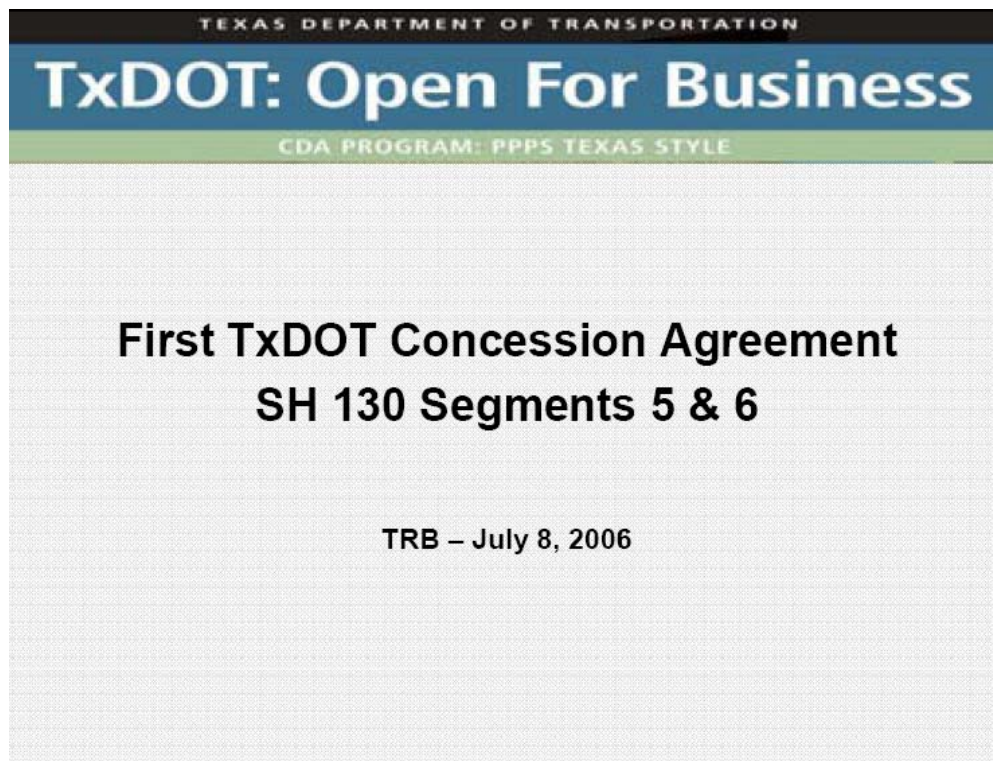 TEXAS DEPARTMENT OF TRANSPORTATION
TxDOT: Open For Business
CDA PROGRAM: PPPS TEXAS STYLE
First TxDOT Concession Agreement
SH 130 Segments 5 & 6
TRB – July 8, 2006